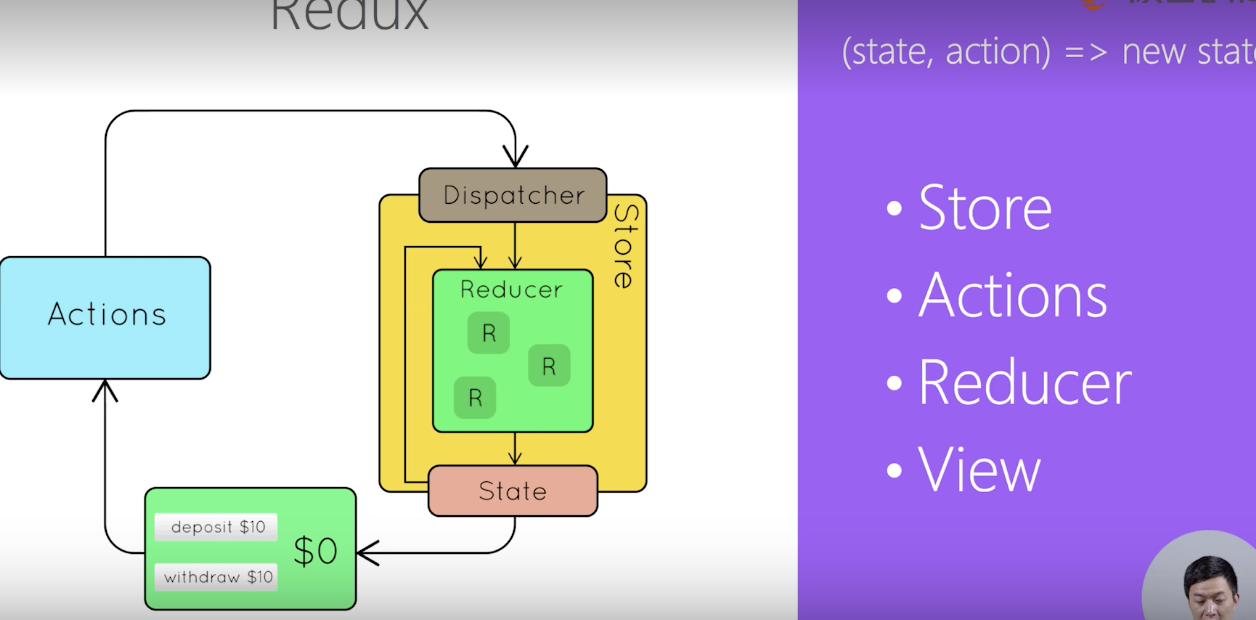 Redux
(state, action) => new state
Dispatcher
Store
Reducer
R
R
R
Actions
State
deposit $10
withdraw $10
$0
• Store
• Actions
• Reducer
• View